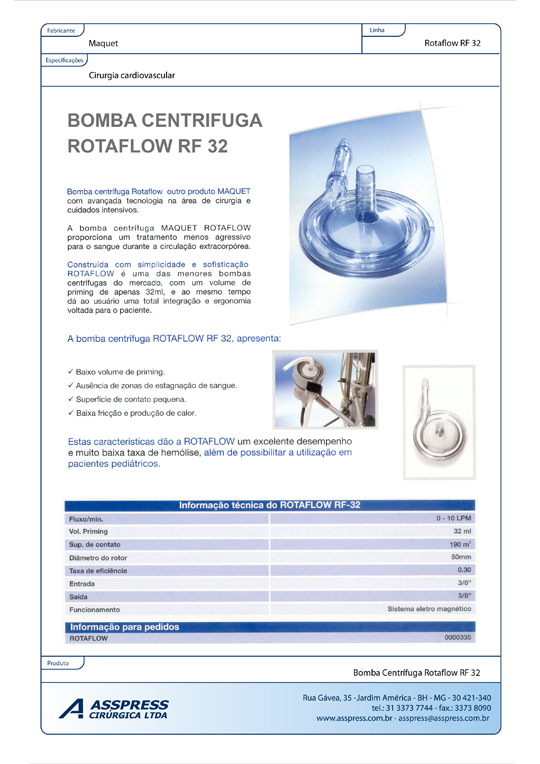 Fabricante
Linha
Maquet
Rotaflow RF 32
Especificações
Cirurgia cardiovascular
BOMBA CENTRIFUGA
ROTAFLOW RF 32
Bomba centrífuga Rotaflow outro produto MAQUET
com avançada tecnologia na área de cirurgia e
cuidados intensivos.
A bomba centrífuga MAQUET ROTAFLOW
proporciona um tratamento menos agressivo
para o sangue durante a circulação extracorpórea.
Construída com simplicidade e sofisticação
ROTAFLOW é uma das menores bombas
centrífugas do mercado, com um volume de
priming de apenas 32ml, e ao mesmo tempo
dá ao usuário uma total integração e ergonomia
voltada para o paciente.
A bomba centrífuga ROTAFLOW RF 32, apresenta:
✓ Baixo volume de priming.
✓ Ausência de zonas de estagnação de sangue.
✓ Superfície de contato pequena.
✓ Baixa fricção e produção de calor.
Estas características dão a ROTAFLOW um excelente desempenho
e muito baixa taxa de hemólise, além de possibilitar a utilização em
pacientes pediátricos.
Informação técnica do ROTAFLOW RF-32
Fluxo/min. 0 - 10 LPM
Vol. Priming 32 ml
Sup. de contato 190 m²
Diâmetro do rotor 50mm
Taxa de eficiência 0.30
Entrada 3/8"
Saída 3/8"
Funcionamento Sistema eletro magnético
Informação para pedidos
ROTAFLOW 0000335
Produto
Bomba Centrífuga Rotaflow RF 32
ASSPRESS
CIRÚRGICA LTDA
Rua Gávea, 35 -Jardim América - BH - MG - 30 421-340
tel.: 31 3373 7744 - fax.: 3373 8090
www.asspress.com.br - asspress@asspress.com.br